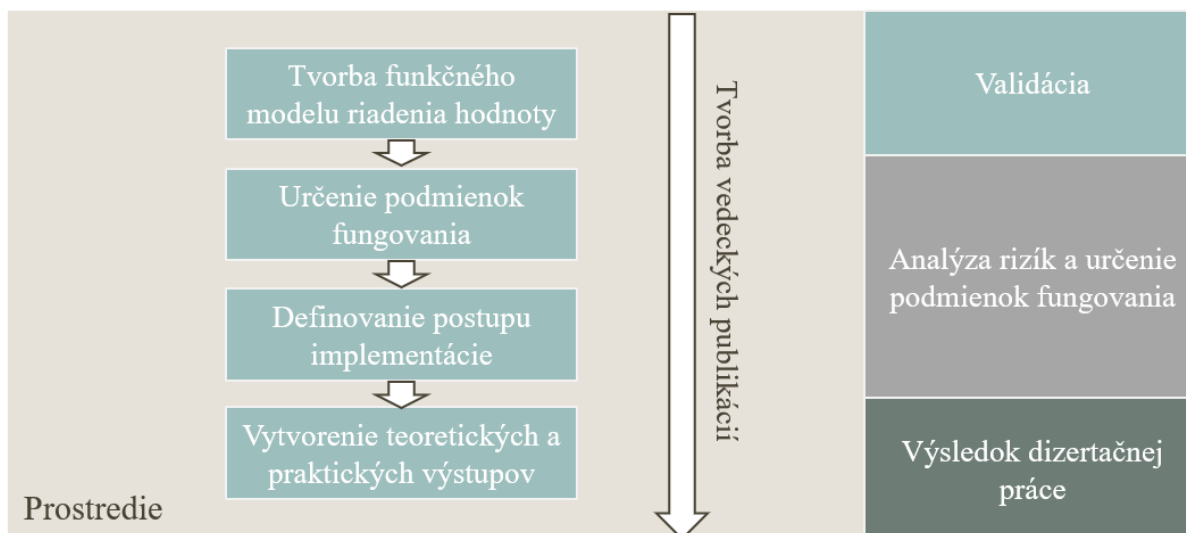 Tvorba funkčného
modelu riadenia hodnoty
Určenie podmienok
fungovania
Definovanie postupu
implementácie
Vytvorenie teoretických a
praktických výstupov
Prostredie
Tvorba vedeckých publikácií
Validácia
Analýza rizík a určenie
podmienok fungovania
Výsledok dizertačnej
práce